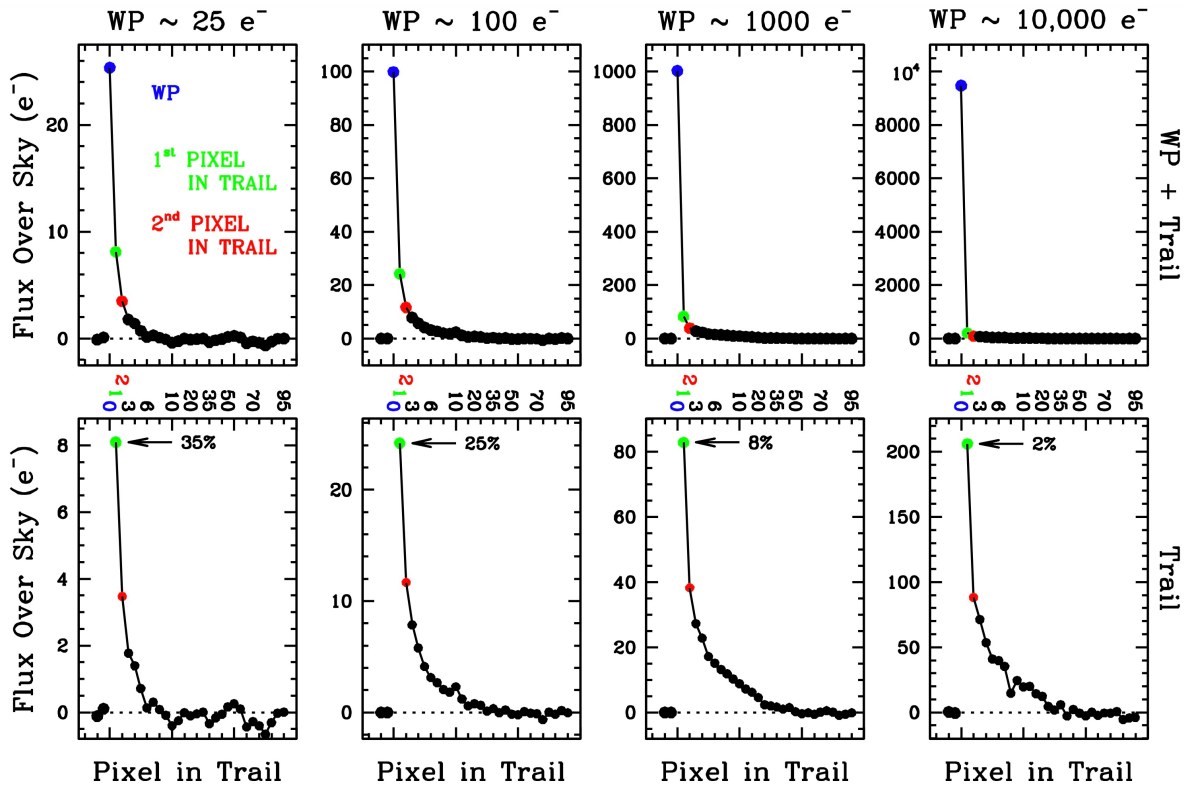 WP ~ 25 e⁻
WP ~ 100 e⁻
WP ~ 1000 e⁻
WP ~ 10,000 e⁻
Flux Over Sky (e⁻)
20
10
0
WP
1ˢᵗ PIXEL
IN TRAIL
2ⁿᵈ PIXEL
IN TRAIL
100
80
60
40
20
0
1000
800
600
400
200
0
10⁴
8000
6000
4000
2000
0
WP + Trail
0 1 2 3 6 10 20 35 50 70 95
0 1 2 3 6 10 20 35 50 70 95
0 1 2 3 6 10 20 35 50 70 95
0 1 2 3 6 10 20 35 50 70 95
Flux Over Sky (e⁻)
8
6
4
2
0
35%
20
10
0
25%
80
60
40
20
0
8%
200
150
100
50
0
2%
Trail
Pixel in Trail
Pixel in Trail
Pixel in Trail
Pixel in Trail